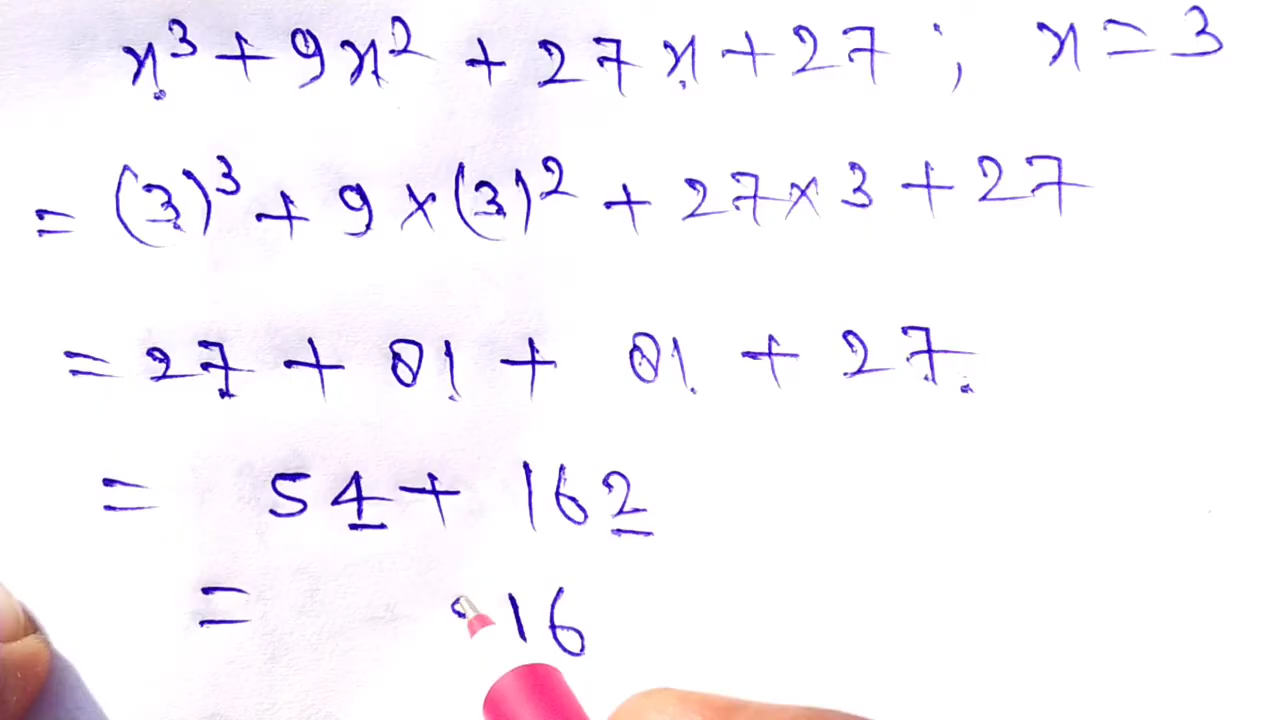 x³ + 9x² + 27x + 27 ; x = 3
= (3)³ + 9 × (3)² + 27 × 3 + 27
= 27 + 81 + 81 + 27
= 54 + 162
= 16